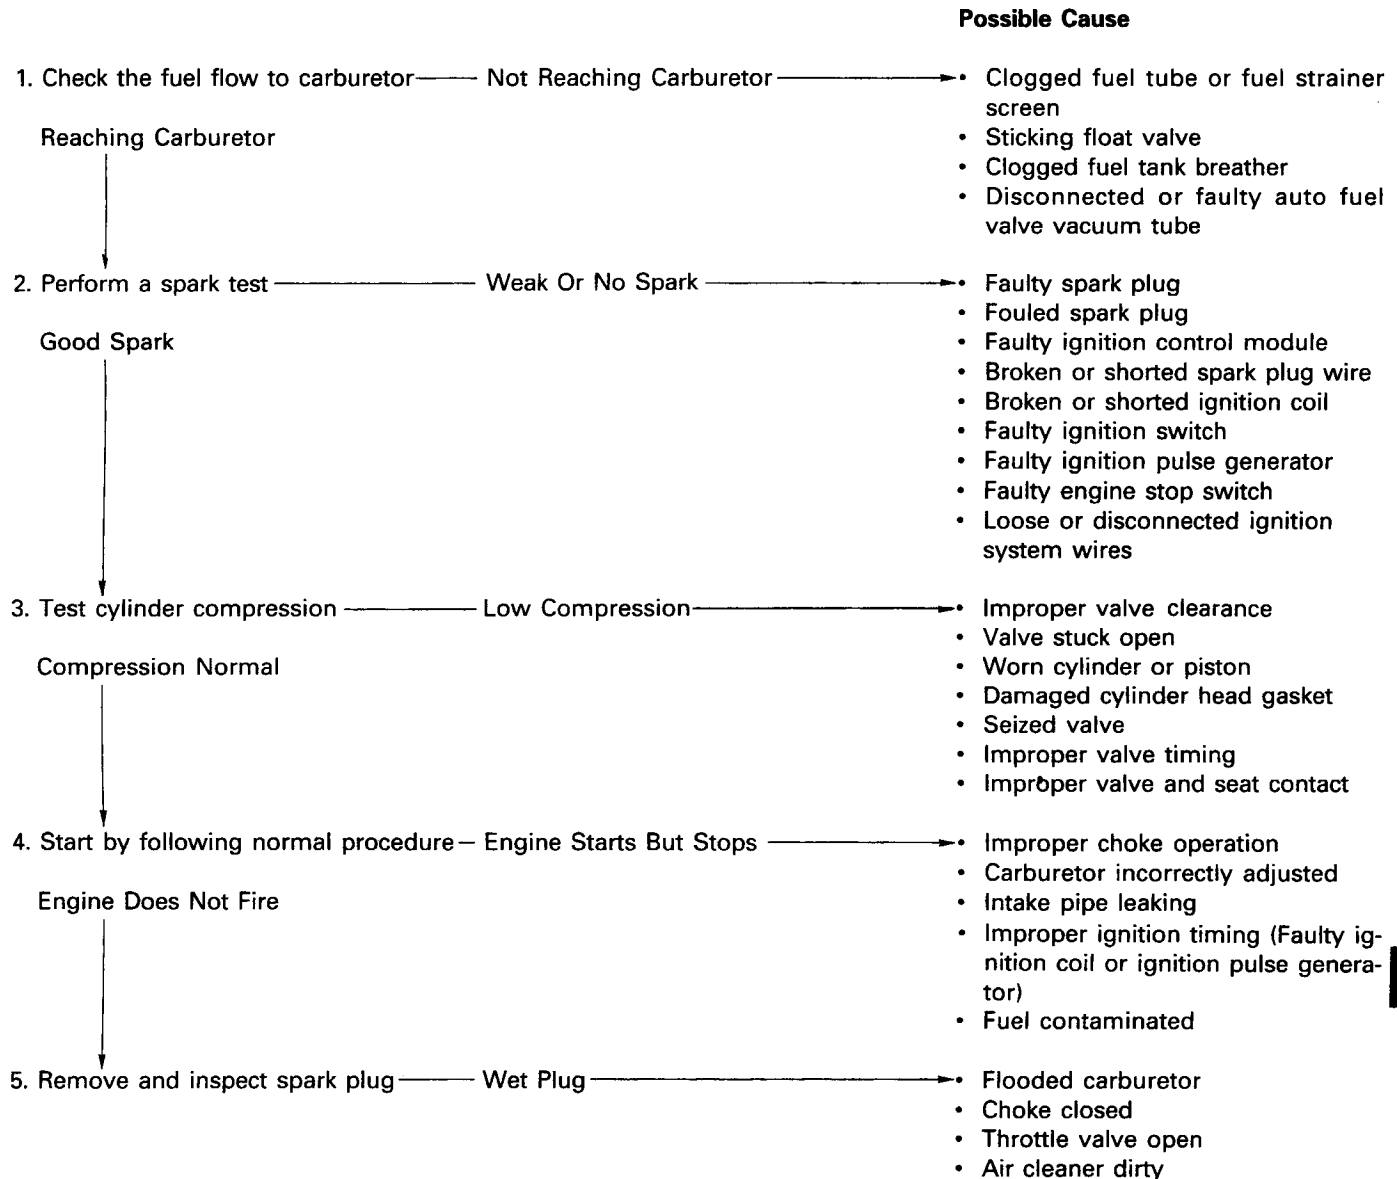 Possible Cause
1. Check the fuel flow to carburetor Not Reaching Carburetor • Clogged fuel tube or fuel strainer
screen
Reaching Carburetor • Sticking float valve
• Clogged fuel tank breather
• Disconnected or faulty auto fuel
valve vacuum tube
2. Perform a spark test Weak Or No Spark • Faulty spark plug
• Fouled spark plug
Good Spark • Faulty ignition control module
• Broken or shorted spark plug wire
• Broken or shorted ignition coil
• Faulty ignition switch
• Faulty ignition pulse generator
• Faulty engine stop switch
• Loose or disconnected ignition
system wires
3. Test cylinder compression Low Compression • Improper valve clearance
• Valve stuck open
Compression Normal • Worn cylinder or piston
• Damaged cylinder head gasket
• Seized valve
• Improper valve timing
• Improper valve and seat contact
4. Start by following normal procedure Engine Starts But Stops • Improper choke operation
• Carburetor incorrectly adjusted
Engine Does Not Fire • Intake pipe leaking
• Improper ignition timing (Faulty ig-
nition coil or ignition pulse genera-
tor)
• Fuel contaminated
5. Remove and inspect spark plug Wet Plug • Flooded carburetor
• Choke closed
• Throttle valve open
• Air cleaner dirty